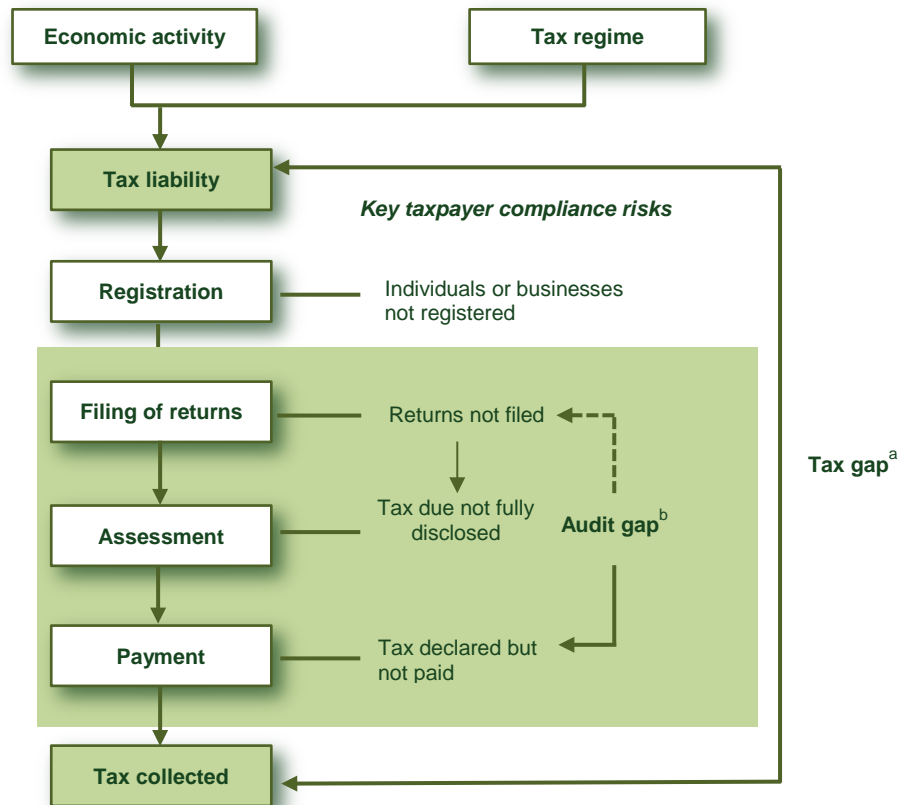 Economic activity
Tax regime
Tax liability
Key taxpayer compliance risks
Registration
Individuals or businesses
not registered
Filing of returns
Returns not filed
Tax gapᵃ
Tax due not fully
disclosed
Audit gapᵇ
Assessment
Payment
Tax declared but
not paid
Tax collected